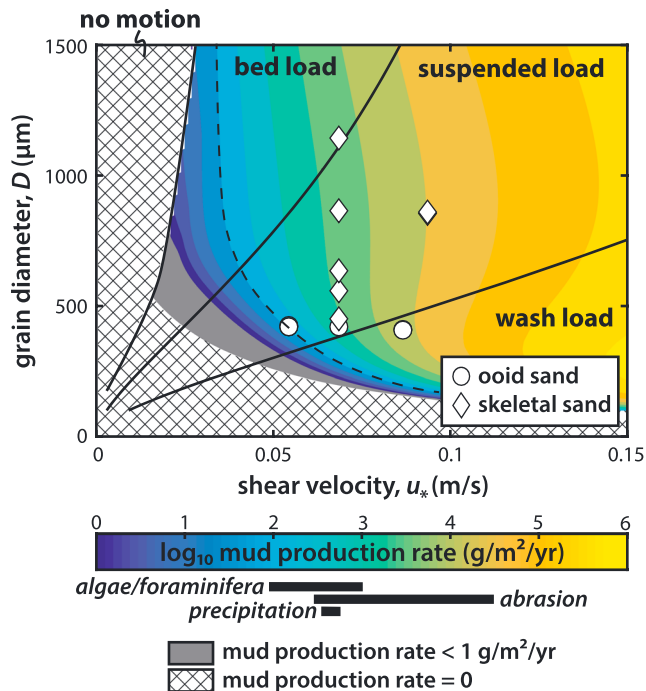 no motion
1500
bed load
suspended load
1000
grain diameter, D (μm)
500
wash load
ooid sand
skeletal sand
0
0
0.05
0.1
0.15
shear velocity, u* (m/s)
0 1 2 3 4 5 6
log₁₀ mud production rate (g/m²/yr)
algae/foraminifera
abrasion
precipitation
mud production rate < 1 g/m²/yr
mud production rate = 0